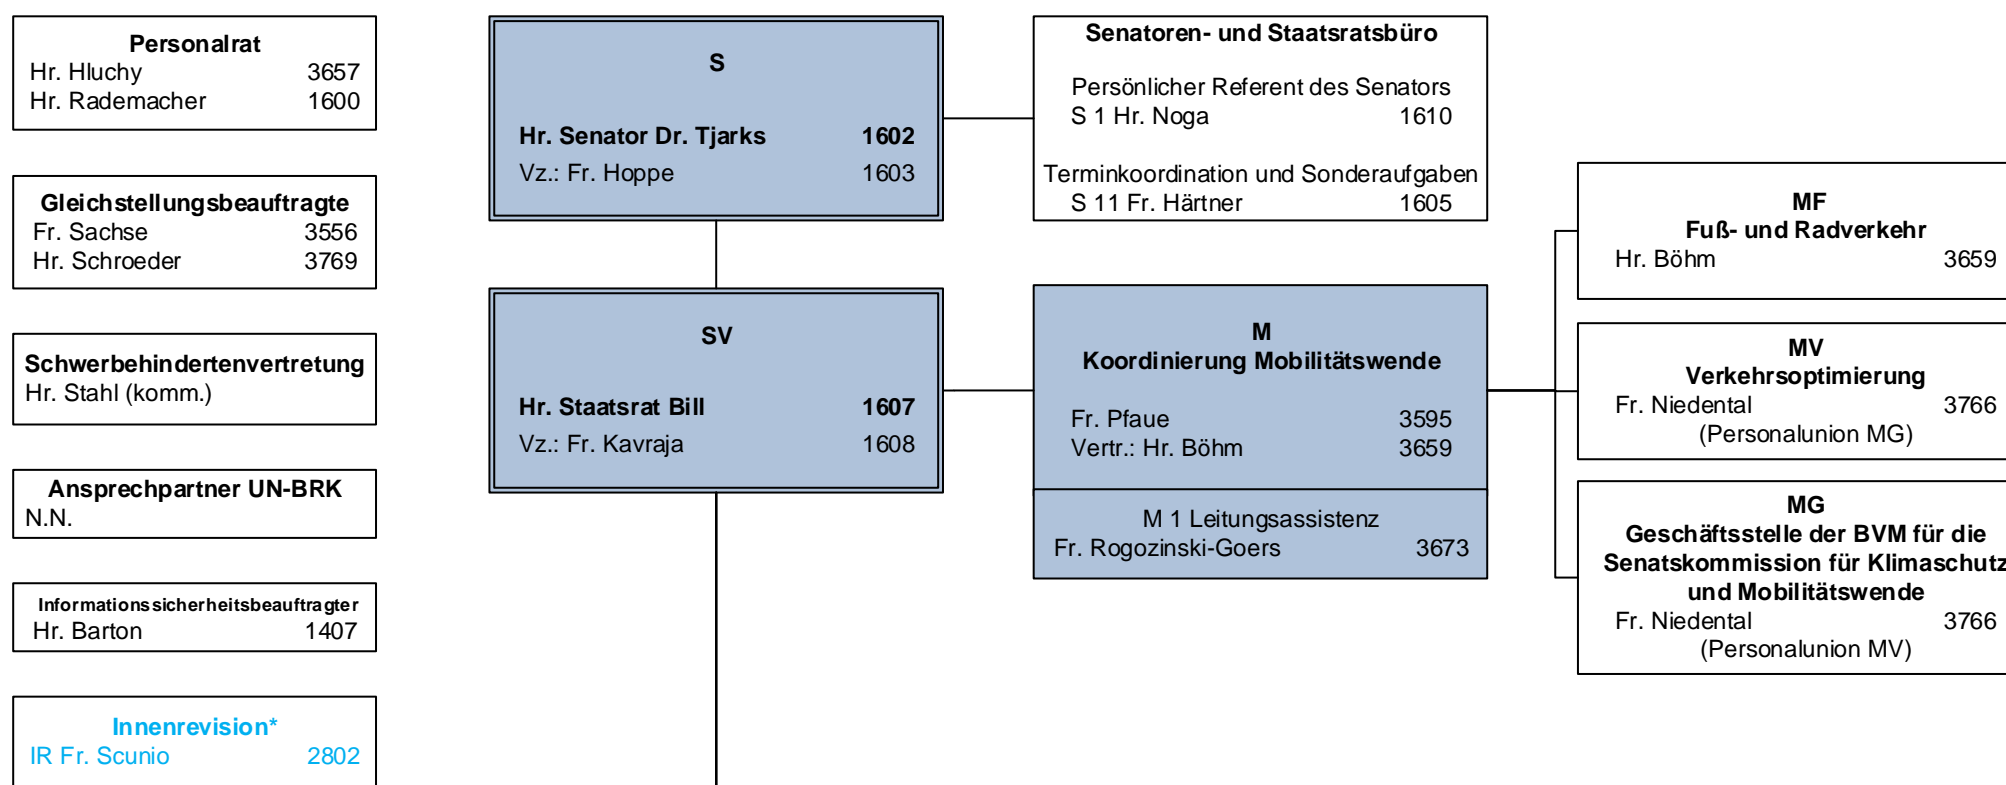 Personalrat
Hr. Hluchy 3657
Hr. Rademacher 1600
Gleichstellungsbeauftragte
Fr. Sachse 3556
Hr. Schroeder 3769
Schwerbehindertenvertretung
Hr. Stahl (komm.)
Ansprechpartner UN-BRK
N.N.
Informationssicherheitsbeauftragter
Hr. Barton 1407
Innenrevision*
IR Fr. Scunio 2802
S
Hr. Senator Dr. Tjarks 1602
Vz.: Fr. Hoppe 1603
SV
Hr. Staatsrat Bill 1607
Vz.: Fr. Kavraja 1608
Senatoren- und Staatsratsbüro
Persönlicher Referent des Senators
S 1 Hr. Noga 1610
Terminkoordination und Sonderaufgaben
S 11 Fr. Härtner 1605
M
Koordinierung Mobilitätswende
Fr. Pfaue 3595
Vertr.: Hr. Böhm 3659
M 1 Leitungsassistenz
Fr. Rogozinski-Goers 3673
MF
Fuß- und Radverkehr
Hr. Böhm 3659
MV
Verkehrsoptimierung
Fr. Niedental 3766
(Personalunion MG)
MG
Geschäftsstelle der BVM für die
Senatskommission für Klimaschutz
und Mobilitätswende
Fr. Niedental 3766
(Personalunion MV)